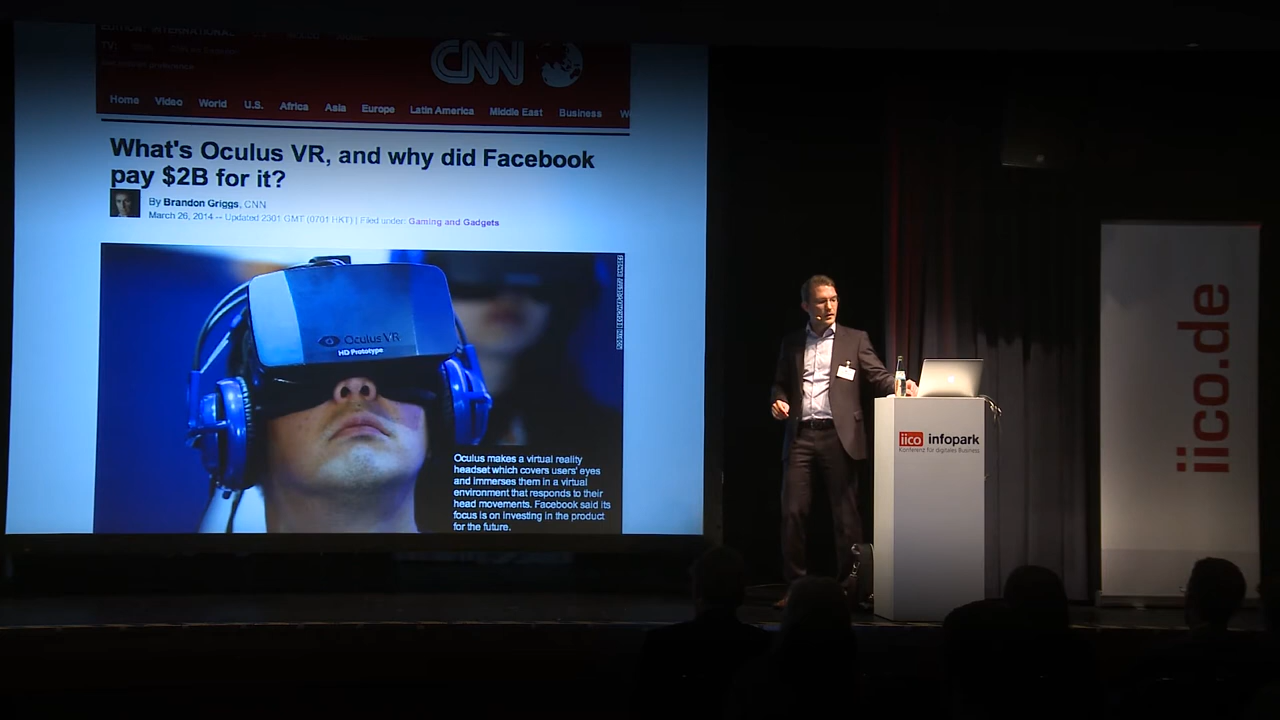 EDITION: INTERNATIONAL
TV:
CNN
Home Video World U.S. Africa Asia Europe Latin America Middle East Business
What's Oculus VR, and why did Facebook
pay $2B for it?
By Brandon Griggs, CNN
March 26, 2014 -- Updated 2301 GMT (0701 HKT) | Filed under: Gaming and Gadgets
Oculus VR
HD Prototype
Oculus makes a virtual reality
headset which covers users' eyes
and immerses them in a virtual
environment that responds to their
head movements. Facebook said its
focus is on investing in the product
for the future.
iico infopark
Konferenz für digitales Business
iico.de